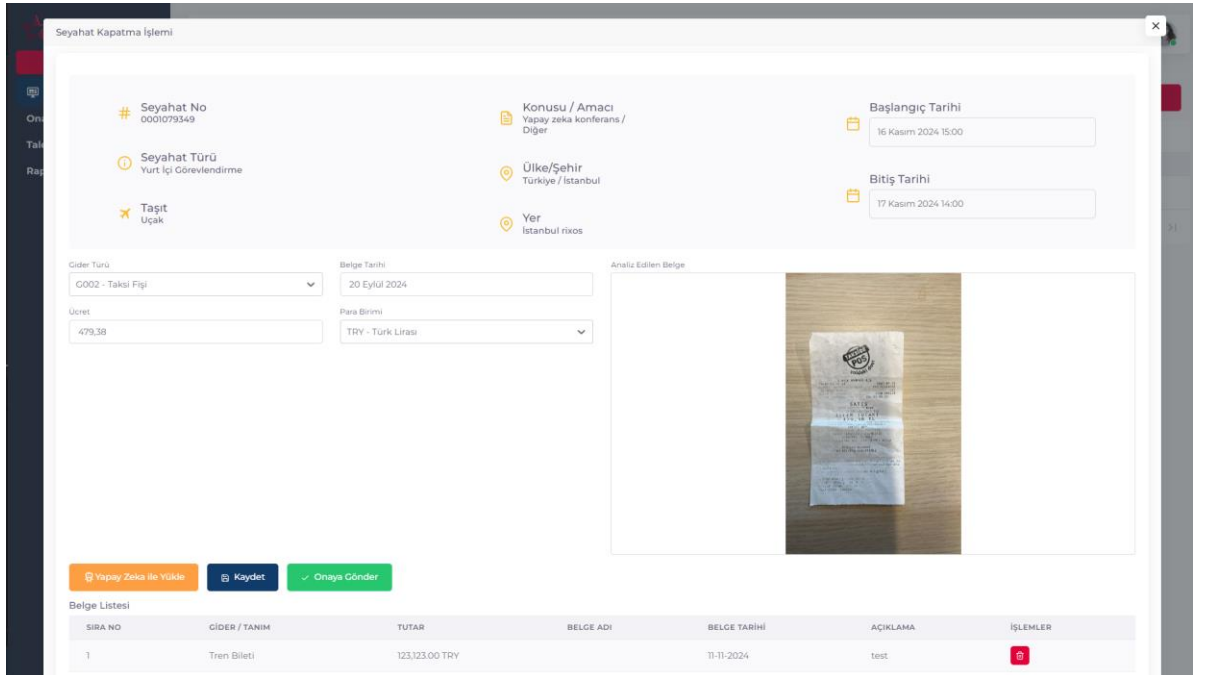 Seyahat Kapatma İşlemi
×
Seyahat No
0001079349
Konusu / Amacı
Yapay zeka konferans /
Diğer
Başlangıç Tarihi
16 Kasım 2024 15:00
Seyahat Türü
Yurt İçi Görevlendirme
Ülke/Şehir
Türkiye / İstanbul
Bitiş Tarihi
17 Kasım 2024 14:00
Taşıt
Uçak
Yer
İstanbul rixos
Gider Türü
Belge Tarihi
Analiz Edilen Belge
G002 - Taksi Fişi
20 Eylül 2024
Ücret
Para Birimi
479,38
TRY - Türk Lirası
POS
Yapay Zeka ile Yükle
Kaydet
Onaya Gönder
Belge Listesi
SIRA NO GİDER / TANIM TUTAR BELGE ADI BELGE TARİHİ AÇIKLAMA İŞLEMLER
1 Tren Bileti 123,123.00 TRY 11-11-2024 test